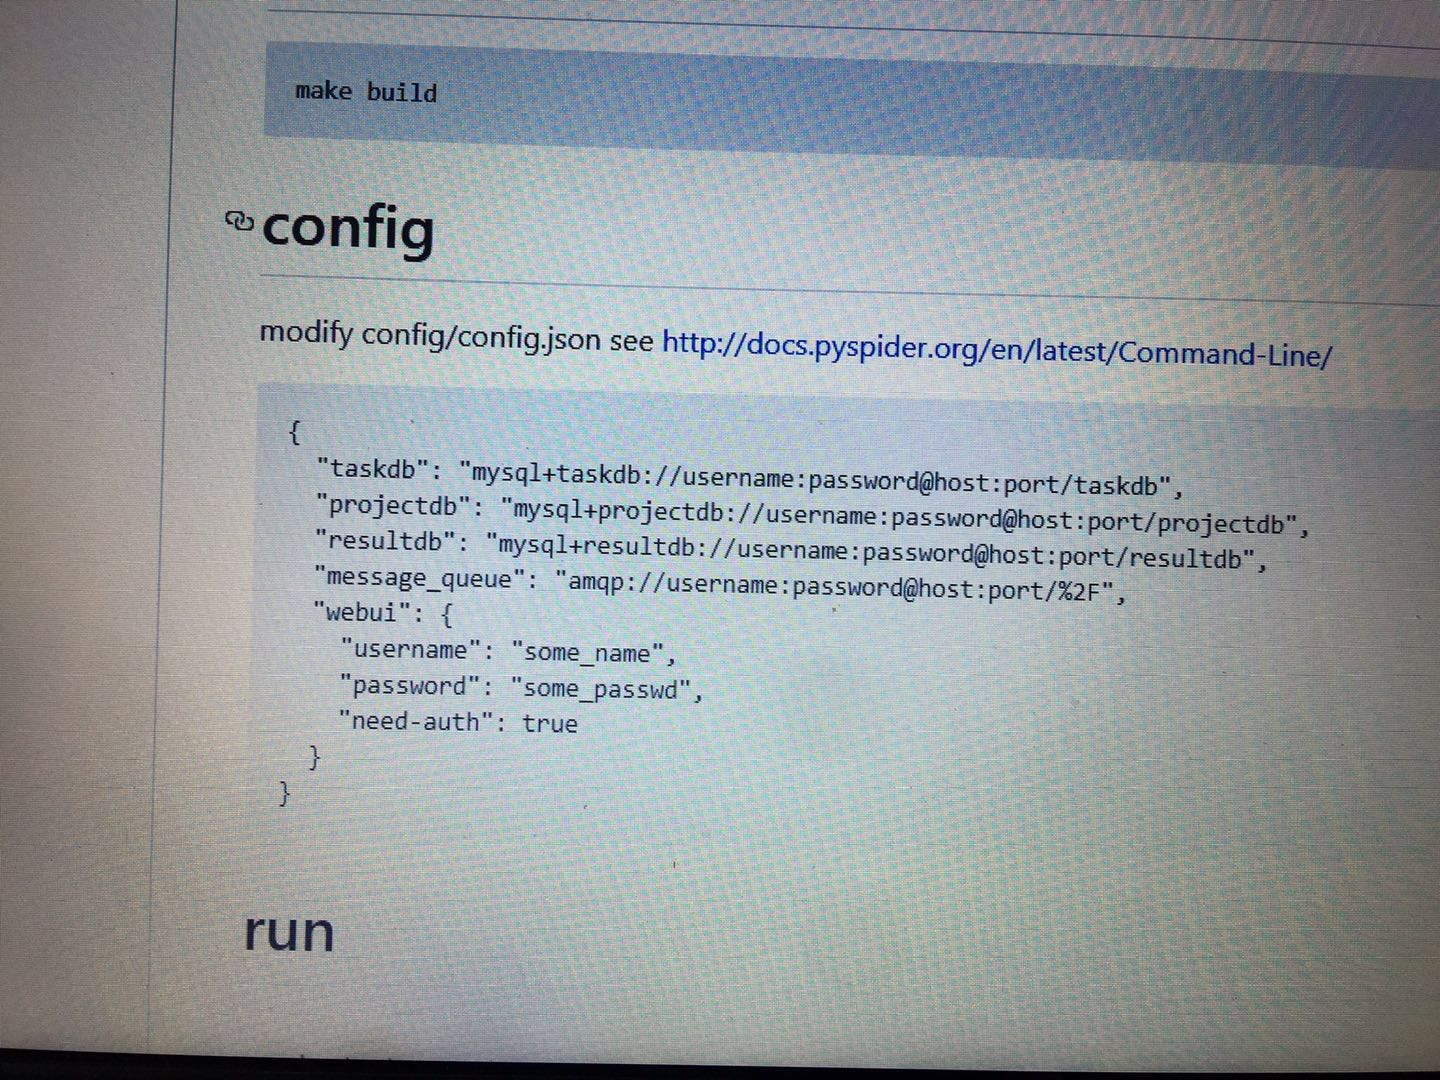 make build
config
modify config/config.json see http://docs.pyspider.org/en/latest/Command-Line/
{
"taskdb": "mysql+taskdb://username:password@host:port/taskdb",
"projectdb": "mysql+projectdb://username:password@host:port/projectdb",
"resultdb": "mysql+resultdb://username:password@host:port/resultdb",
"message_queue": "amqp://username:password@host:port/%2F",
"webui": {
"username": "some_name",
"password": "some_passwd",
"need-auth": true
}
}
run